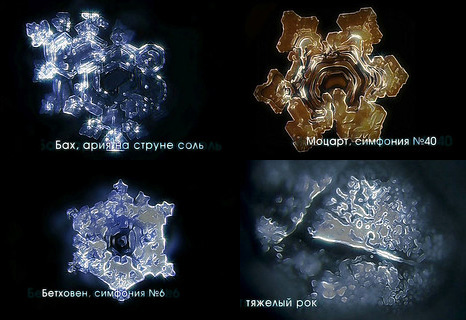 Бах, ария на струне соль
Моцарт, симфония №40
Бетховен, симфония №6
тяжелый рок